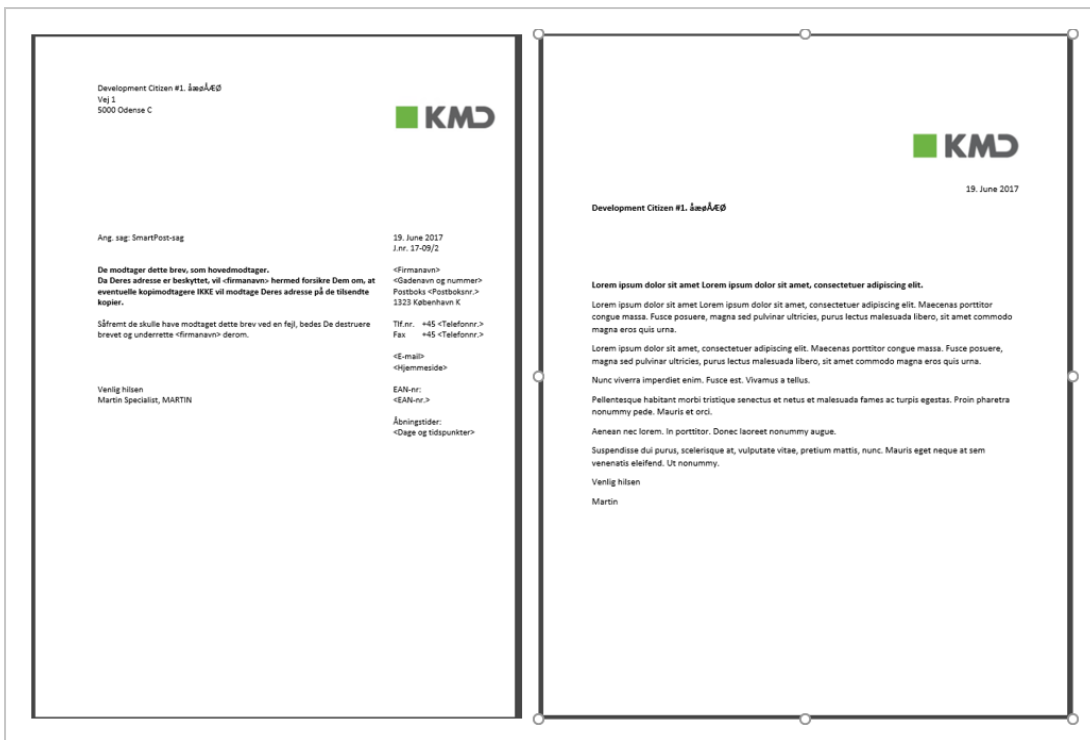 Development Citizen #1. åæøÅÆØ
Vej 1
5000 Odense C
KMD
Ang. sag: SmartPost-sag
De modtager dette brev, som hovedmodtager.
Da Deres adresse er beskyttet, vil <firmanavn> hermed forsikre Dem om, at
eventuelle kopimodtagere IKKE vil modtage Deres adresse på de tilsendte
kopier.
Såfremt de skulle have modtaget dette brev ved en fejl, bedes De destruere
brevet og underrette <firmanavn> derom.
Venlig hilsen
Martin Specialist, MARTIN
19. June 2017
J.nr. 17-09/2
<Firmanavn>
<Gadenavn og nummer>
Postboks <Postboksnr.>
1323 København K
Tlf.nr. +45 <Telefonnr.>
Fax +45 <Telefonnr.>
<E-mail>
<Hjemmeside>
EAN-nr:
<EAN-nr.>
Åbningstider:
<Dage og tidspunkter>
KMD
19. June 2017
Development Citizen #1. åæøÅÆØ
Lorem ipsum dolor sit amet Lorem ipsum dolor sit amet, consectetuer adipiscing elit.
Lorem ipsum dolor sit amet Lorem ipsum dolor sit amet, consectetuer adipiscing elit. Maecenas porttitor
congue massa. Fusce posuere, magna sed pulvinar ultricies, purus lectus malesuada libero, sit amet commodo
magna eros quis urna.
Lorem ipsum dolor sit amet, consectetuer adipiscing elit. Maecenas porttitor congue massa. Fusce posuere,
magna sed pulvinar ultricies, purus lectus malesuada libero, sit amet commodo magna eros quis urna.
Nunc viverra imperdiet enim. Fusce est. Vivamus a tellus.
Pellentesque habitant morbi tristique senectus et netus et malesuada fames ac turpis egestas. Proin pharetra
nonummy pede. Mauris et orci.
Aenean nec lorem. In porttitor. Donec laoreet nonummy augue.
Suspendisse dui purus, scelerisque at, vulputate vitae, pretium mattis, nunc. Mauris eget neque at sem
venenatis eleifend. Ut nonummy.
Venlig hilsen
Martin